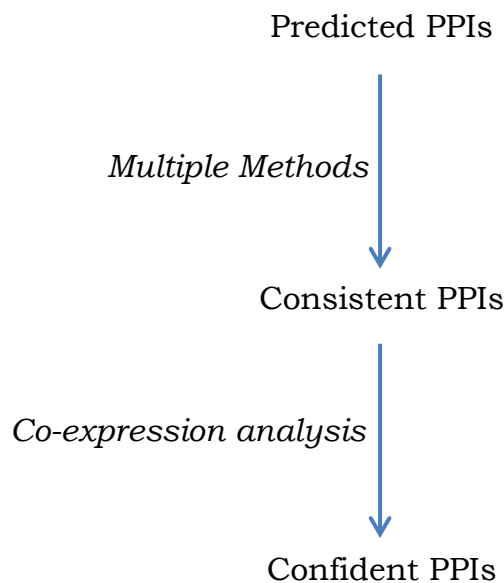 Predicted PPIs
Multiple Methods
Consistent PPIs
Co-expression analysis
Confident PPIs